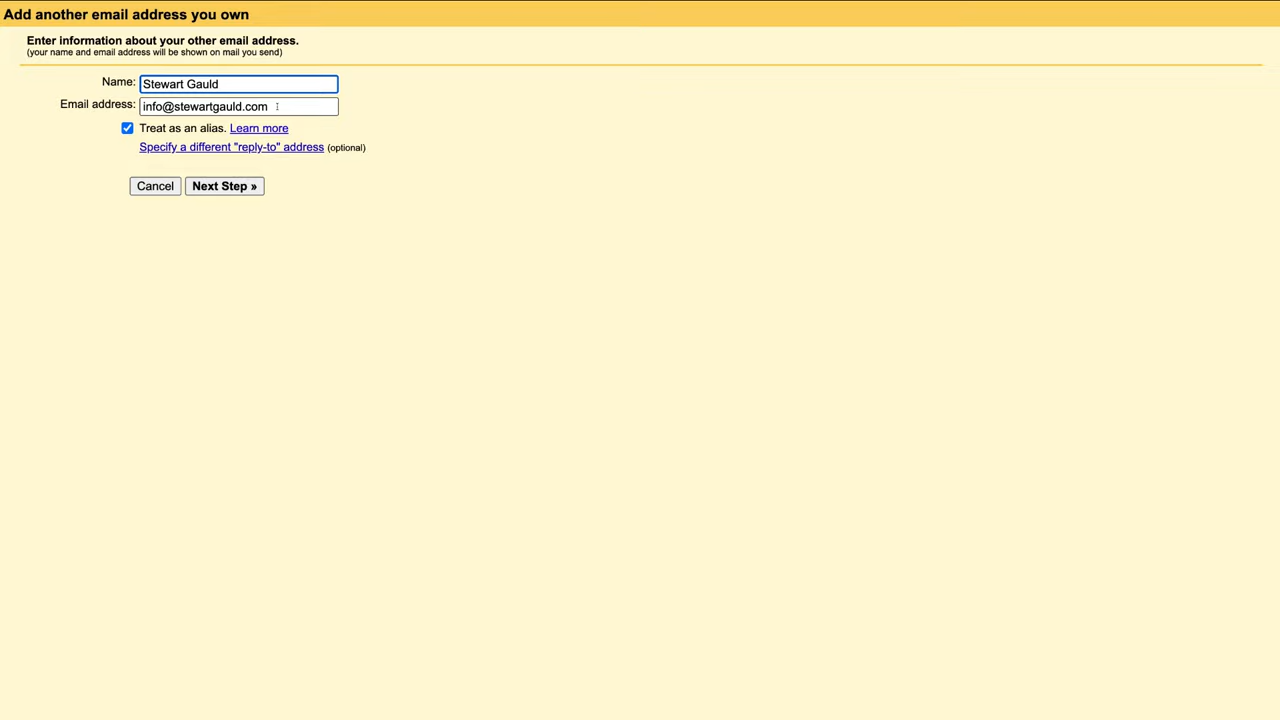 Add another email address you own
Enter information about your other email address.
(your name and email address will be shown on mail you send)
Name: Stewart Gauld
Email address: info@stewartgauld.com
Treat as an alias. Learn more
Specify a different "reply-to" address (optional)
Cancel Next Step »